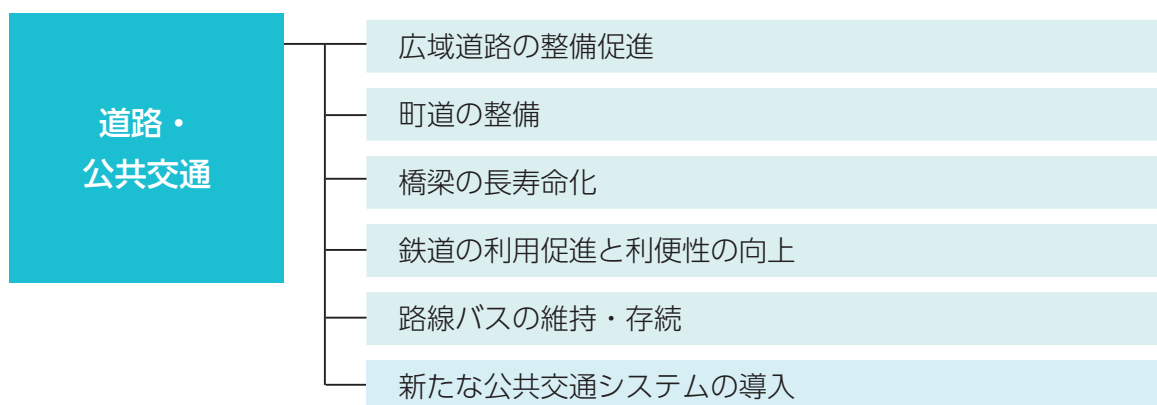 道路・
公共交通
広域道路の整備促進
町道の整備
橋梁の長寿命化
鉄道の利用促進と利便性の向上
路線バスの維持・存続
新たな公共交通システムの導入